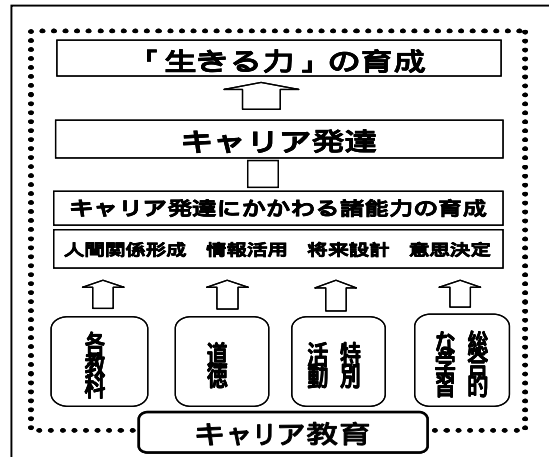 「生きる力」の育成
キャリア発達
キャリア発達にかかわる諸能力の育成
人間関係形成　情報活用　将来設計　意思決定
各教科
道徳
特別
活動
総合的
な学習
キャリア教育